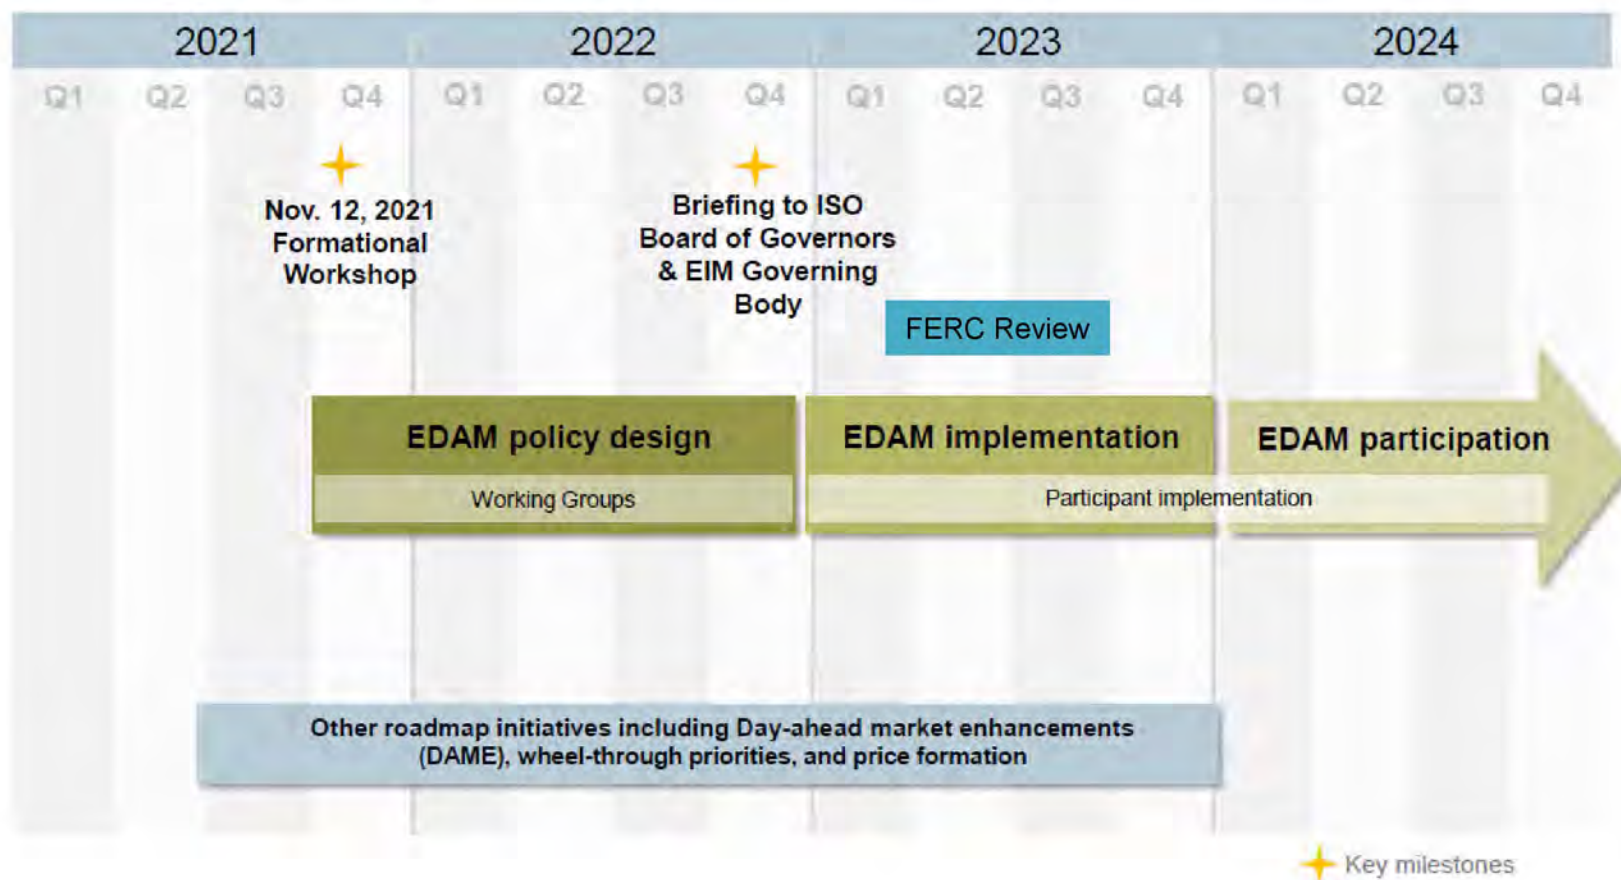 2021 2022 2023 2024
Q1 Q2 Q3 Q4 Q1 Q2 Q3 Q4 Q1 Q2 Q3 Q4 Q1 Q2 Q3 Q4
Nov. 12, 2021
Formational
Workshop
Briefing to ISO
Board of Governors
& EIM Governing
Body
FERC Review
EDAM policy design
Working Groups
EDAM implementation
EDAM participation
Participant implementation
Other roadmap initiatives including Day-ahead market enhancements
(DAME), wheel-through priorities, and price formation
Key milestones